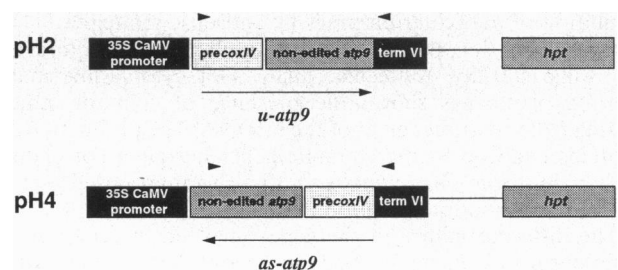 pH2
35S CaMV promoter
precoxIV
non-edited atp9
term VI
hpt
u-atp9
pH4
35S CaMV promoter
non-edited atp9
precoxIV
term VI
hpt
as-atp9